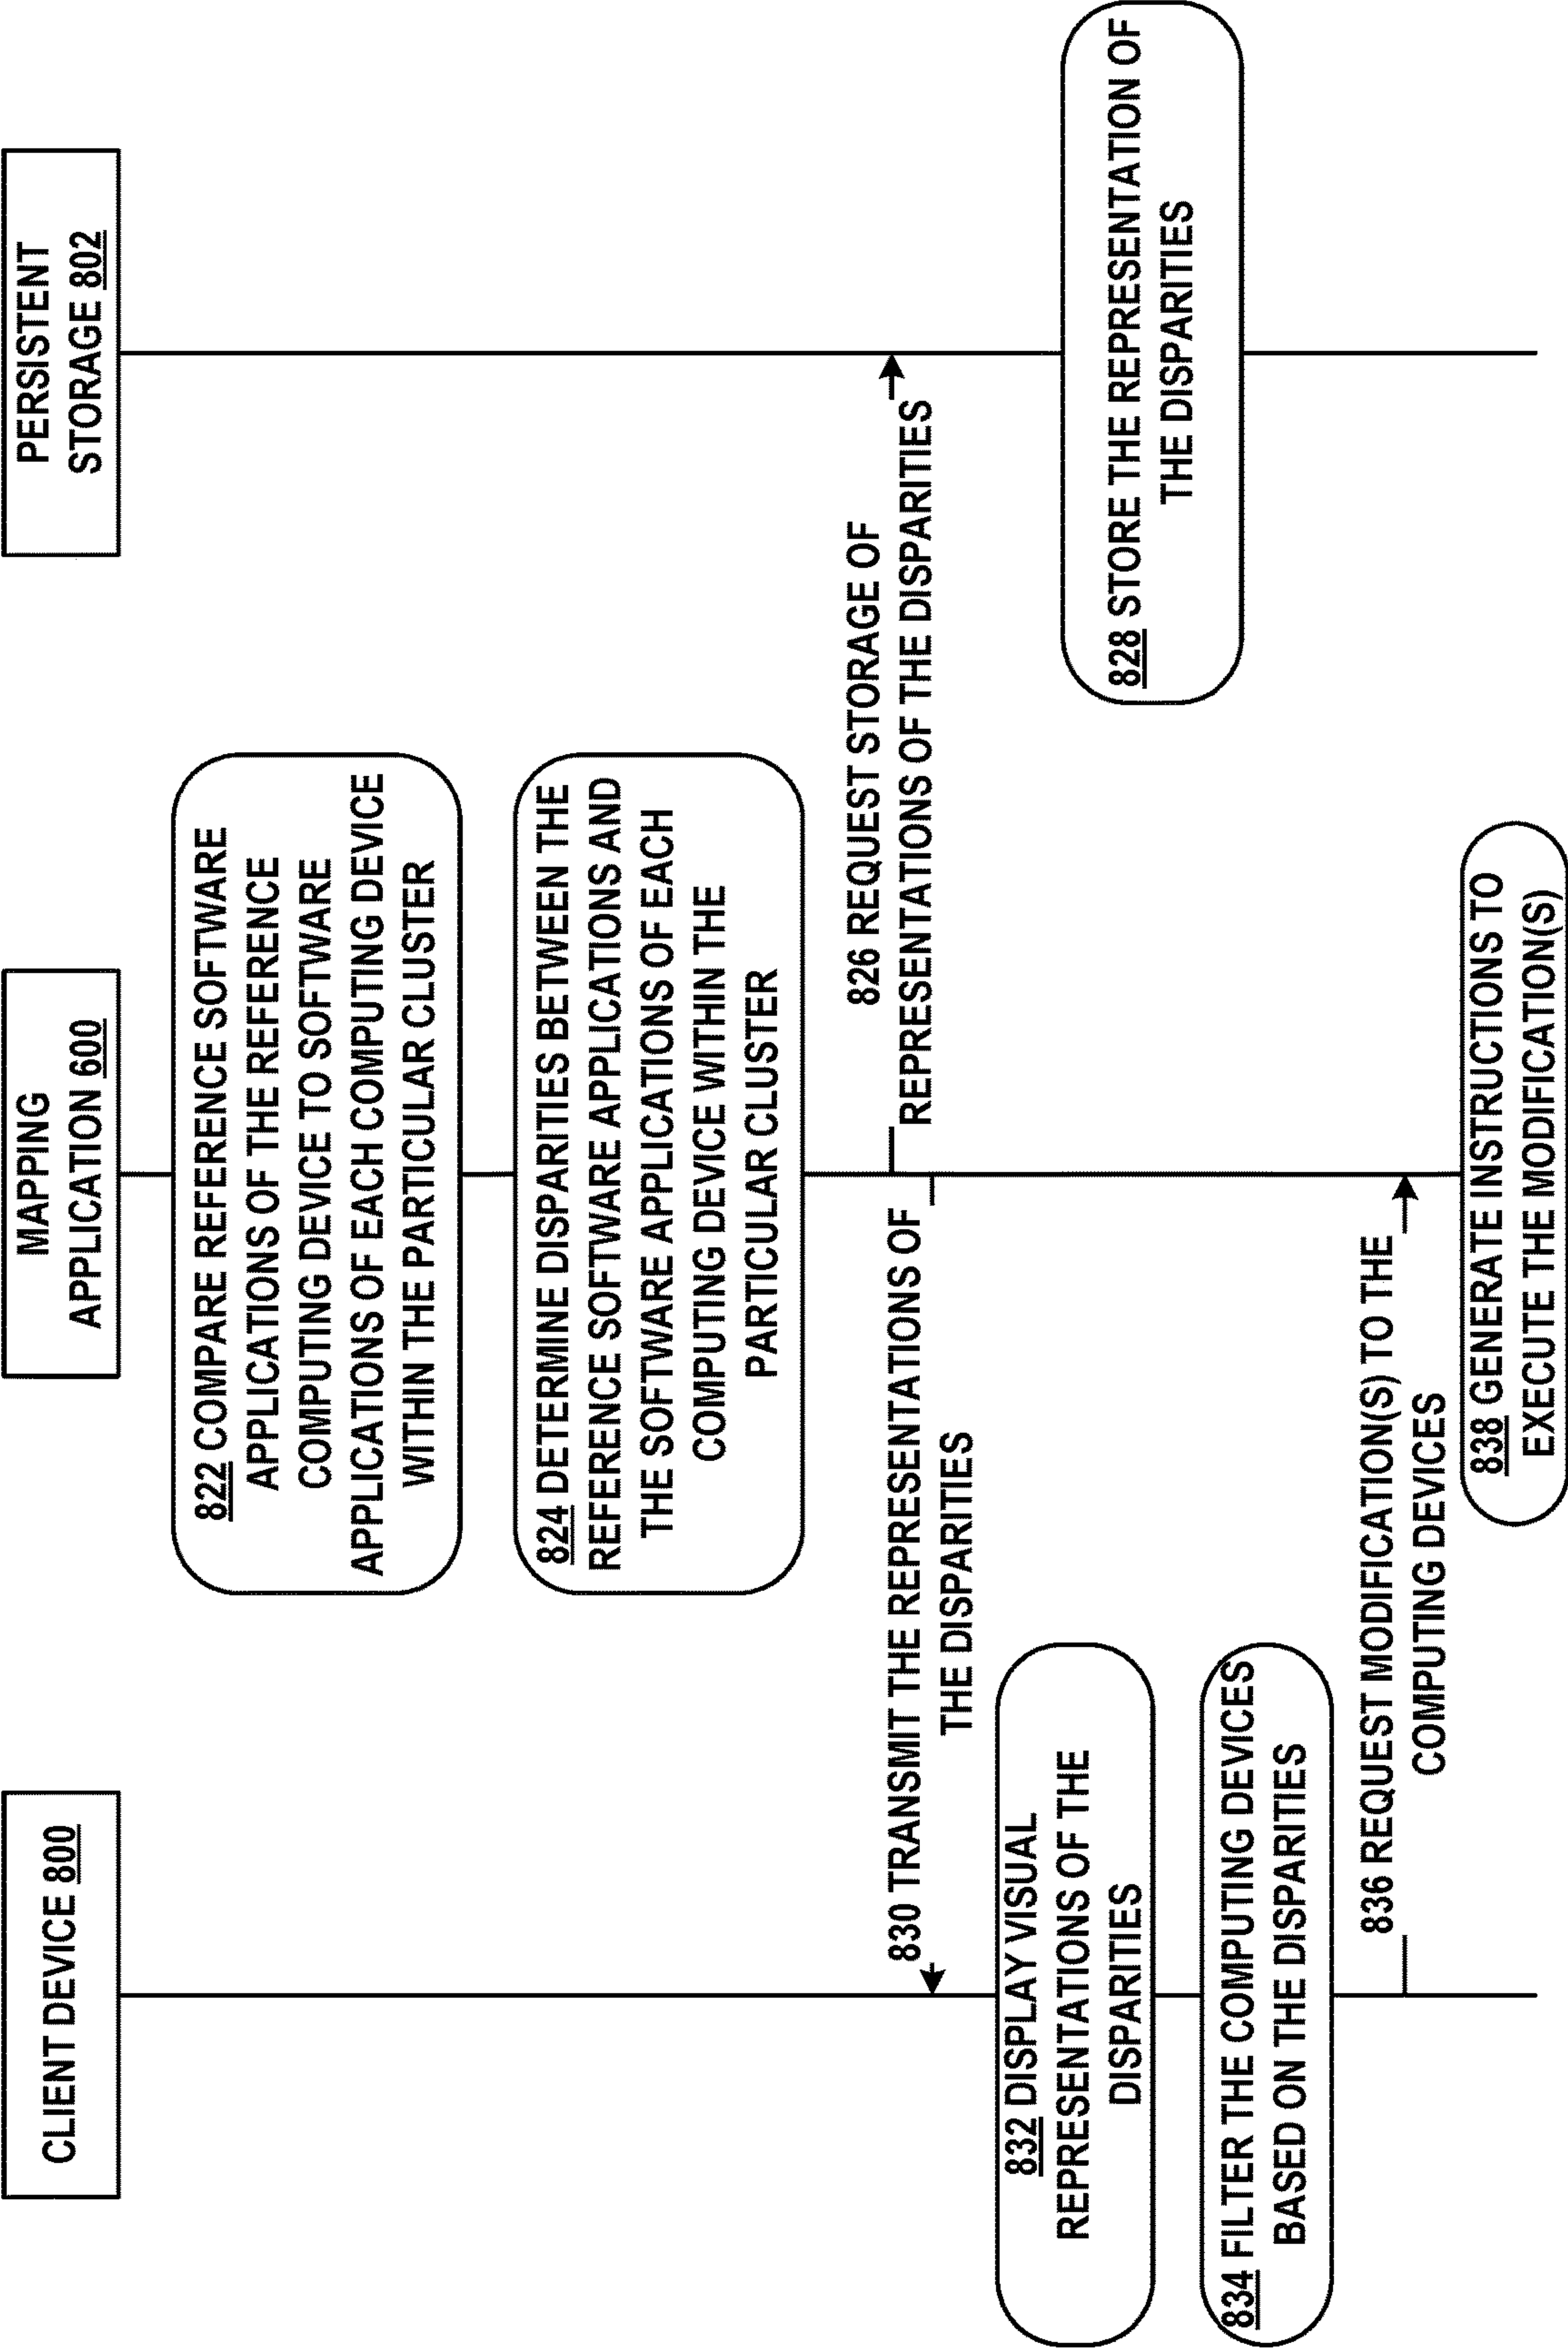 CLIENT DEVICE 800
MAPPING
APPLICATION 600
PERSISTENT
STORAGE 802
822 COMPARE REFERENCE SOFTWARE
APPLICATIONS OF THE REFERENCE
COMPUTING DEVICE TO SOFTWARE
APPLICATIONS OF EACH COMPUTING DEVICE
WITHIN THE PARTICULAR CLUSTER
824 DETERMINE DISPARITIES BETWEEN THE
REFERENCE SOFTWARE APPLICATIONS AND
THE SOFTWARE APPLICATIONS OF EACH
COMPUTING DEVICE WITHIN THE
PARTICULAR CLUSTER
826 REQUEST STORAGE OF
REPRESENTATIONS OF THE DISPARITIES
828 STORE THE REPRESENTATION OF
THE DISPARITIES
830 TRANSMIT THE REPRESENTATIONS OF
THE DISPARITIES
832 DISPLAY VISUAL
REPRESENTATIONS OF THE
DISPARITIES
834 FILTER THE COMPUTING DEVICES
BASED ON THE DISPARITIES
836 REQUEST MODIFICATION(S) TO THE
COMPUTING DEVICES
838 GENERATE INSTRUCTIONS TO
EXECUTE THE MODIFICATION(S)